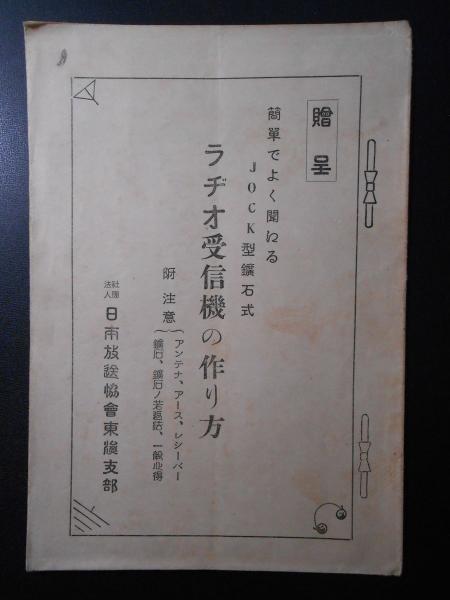 贈呈
簡單でよく聞ゆる
JOCK型鑛石式
ラヂオ受信機の作り方
附注意
アンテナ、アース、レシーバー
鑛石、鑛石ノ若返法、一般心得
社團法人
日本放送協會東海支部